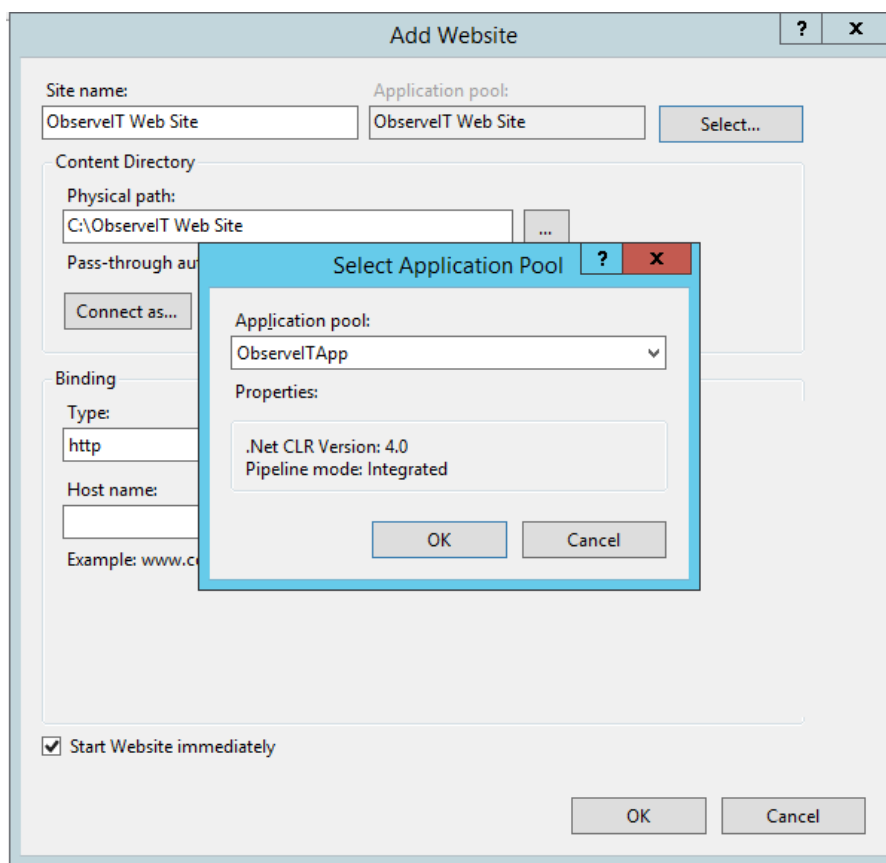 Add Website
? x
Site name:
Application pool:
ObserveIT Web Site
ObserveIT Web Site
Select...
Content Directory
Physical path:
C:\ObserveIT Web Site
...
Pass-through au
Connect as...
Select Application Pool
? x
Application pool:
ObserveITApp
Properties:
.Net CLR Version: 4.0
Pipeline mode: Integrated
OK
Cancel
Binding
Type:
http
Host name:
Example: www.c
Start Website immediately
OK
Cancel